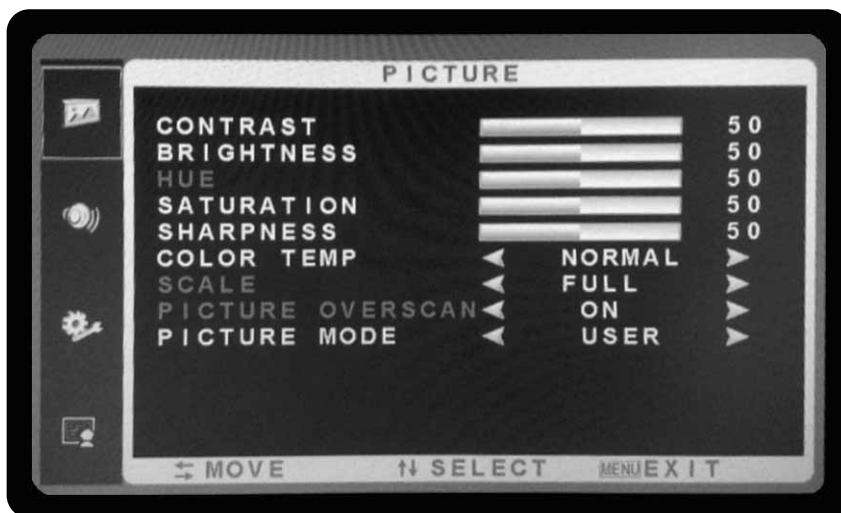 PICTURE
CONTRAST 50
BRIGHTNESS 50
HUE 50
SATURATION 50
SHARPNESS 50
COLOR TEMP NORMAL
SCALE FULL
PICTURE OVERSCAN ON
PICTURE MODE USER
MOVE SELECT MENU EXIT